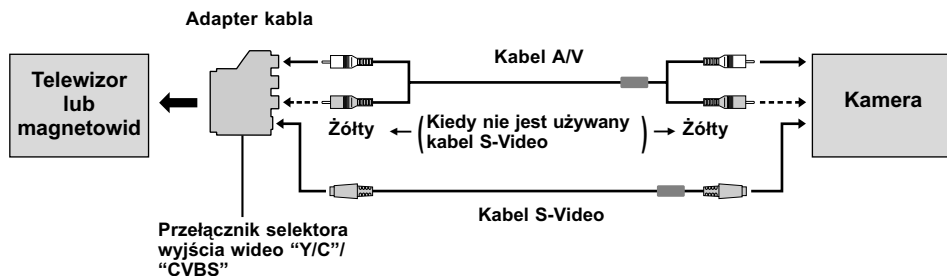 Adapter kabla
Kabel A/V
Telewizor
lub
magnetowid
Kamera
Żółty
(Kiedy nie jest używany
kabel S-Video)
Żółty
Kabel S-Video
Przełącznik selektora
wyjścia wideo “Y/C”/
“CVBS”